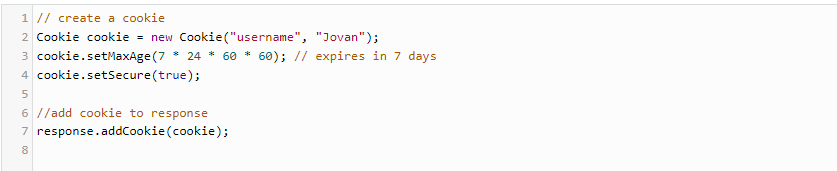 1 // create a cookie
2 Cookie cookie = new Cookie("username", "Jovan");
3 cookie.setMaxAge(7 * 24 * 60 * 60); // expires in 7 days
4 cookie.setSecure(true);
5
6 //add cookie to response
7 response.addCookie(cookie);
8